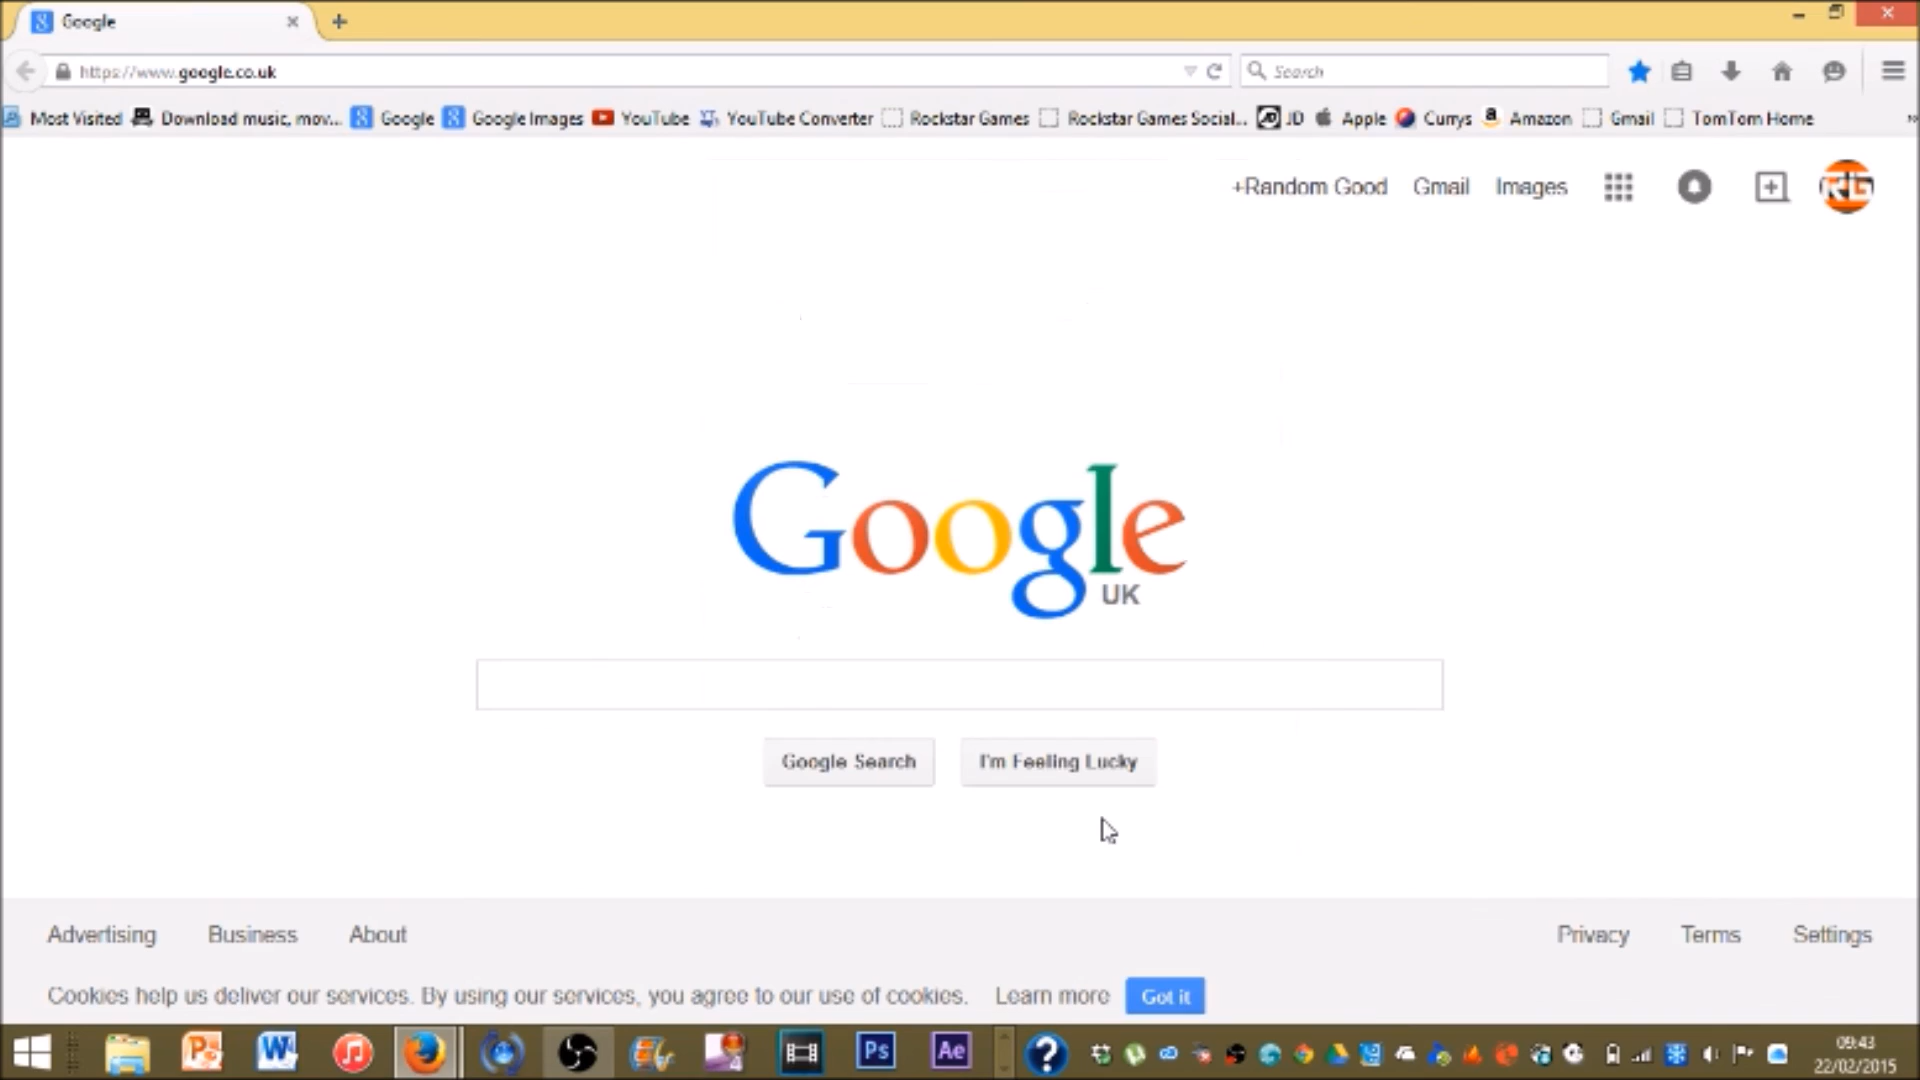 Google
https://www.google.co.uk
Search
Most Visited Download music, mov... Google Google Images YouTube YouTube Converter Rockstar Games Rockstar Games Social... JD Apple Currys Amazon Gmail TomTom Home
+Random Good Gmail Images
RG
Google
UK
Google Search I'm Feeling Lucky
Advertising Business About Privacy Terms Settings
Cookies help us deliver our services. By using our services, you agree to our use of cookies. Learn more Got it
Ps Ae
09:43
22/02/2015